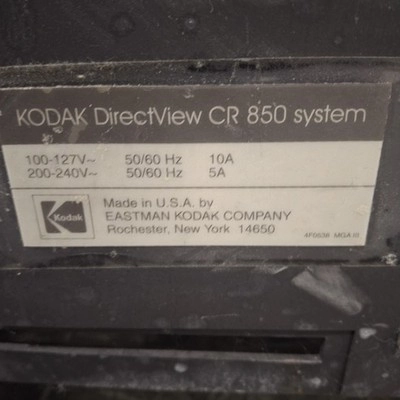 KODAK DirectView CR 850 system
100-127V~ 50/60 Hz 10A
200-240V~ 50/60 Hz 5A
Kodak
Made in U.S.A. by
EASTMAN KODAK COMPANY
Rochester, New York 14650